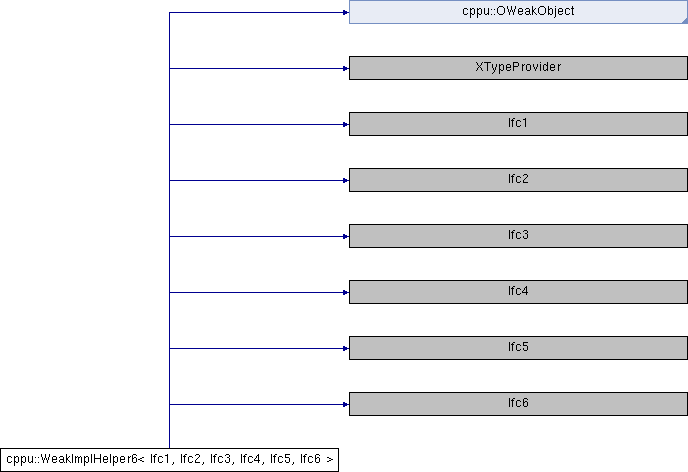 cppu::OWeakObject
XTypeProvider
Ifc1
Ifc2
Ifc3
Ifc4
Ifc5
Ifc6
cppu::WeakImplHelper6< Ifc1, Ifc2, Ifc3, Ifc4, Ifc5, Ifc6 >